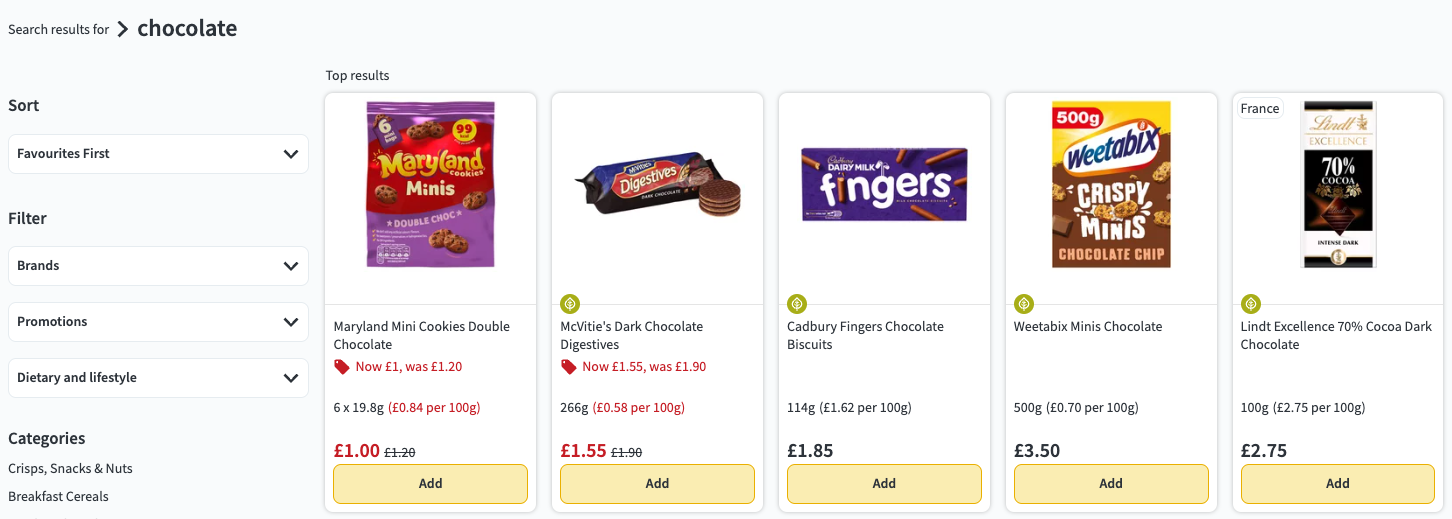 Search results for
chocolate
Sort
Favourites First
Filter
Brands
Promotions
Dietary and lifestyle
Categories
Crisps, Snacks & Nuts
Breakfast Cereals
Top results
6
99
Maryland
cookies
Minis
DOUBLE CHOC
Maryland Mini Cookies Double
Chocolate
Now £1, was £1.20
6 x 19.8g (£0.84 per 100g)
£1.00 £1.20
Add
McVitie's
Digestives
DARK CHOCOLATE
McVitie's Dark Chocolate
Digestives
Now £1.55, was £1.90
266g (£0.58 per 100g)
£1.55 £1.90
Add
Cadbury
DAIRY MILK
fingers
MILK CHOCOLATE BISCUITS
Cadbury Fingers Chocolate
Biscuits
114g (£1.62 per 100g)
£1.85
Add
500g
Weetabix
CRISPY
MINIS
CHOCOLATE CHIP
Weetabix Minis Chocolate
500g (£0.70 per 100g)
£3.50
Add
France
Lindt
EXCELLENCE
70%
COCOA
INTENSE DARK
Lindt Excellence 70% Cocoa Dark
Chocolate
100g (£2.75 per 100g)
£2.75
Add